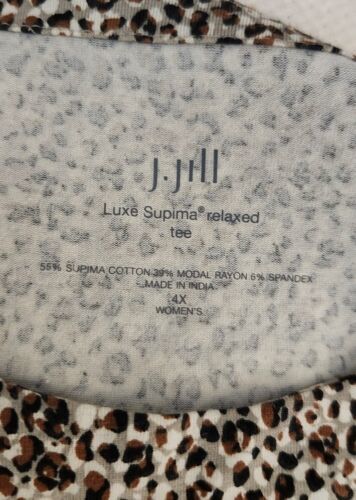 J.Jill
Luxe Supima® relaxed
tee
55% SUPIMA COTTON 39% MODAL RAYON 6% SPANDEX
MADE IN INDIA
4X
WOMEN'S